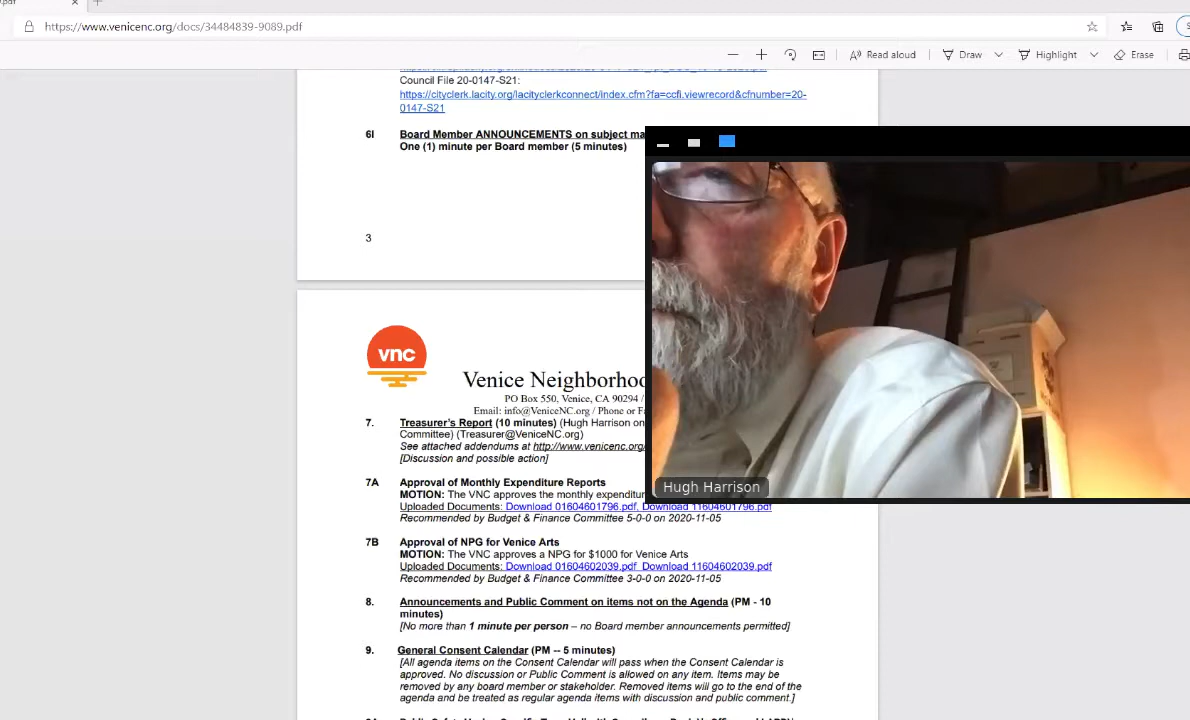 .pdf
https://www.venicenc.org/docs/34484839-9089.pdf
Read aloud
Draw
Highlight
Erase
Council File 20-0147-S21:
https://cityclerk.lacity.org/lacityclerkconnect/index.cfm?fa=ccfi.viewrecord&cfnumber=20-
0147-S21
6I Board Member ANNOUNCEMENTS on subject
One (1) minute per Board member (5 minutes)
3
vnc
Venice
PO Box 550, Venice, CA 90294 /
Email: info@VeniceNC.org / Phone or
7. Treasurer's Report (10 minutes) (Hugh Harrison on
Committee) (Treasurer@VeniceNC.org)
See attached addendums at http://www.venicenc.org/
[Discussion and possible action]
7A Approval of Monthly Expenditure Reports
MOTION: The VNC approves the monthly
Uploaded Documents: Download 01604601796.pdf, Download 11604601796.pdf
Recommended by Budget & Finance Committee 5-0-0 on 2020-11-05
7B Approval of NPG for Venice Arts
MOTION: The VNC approves a NPG for $1000 for Venice Arts
Uploaded Documents: Download 01604602039.pdf Download 11604602039.pdf
Recommended by Budget & Finance Committee 3-0-0 on 2020-11-05
8. Announcements and Public Comment on items not on the Agenda (PM - 10
minutes)
[No more than 1 minute per person – no Board member announcements permitted]
9. General Consent Calendar (PM -- 5 minutes)
[All agenda items on the Consent Calendar will pass when the Consent Calendar is
approved. No discussion or Public Comment is allowed on any item. Items may be
removed by any board member or stakeholder. Removed items will go to the end of the
agenda and be treated as regular agenda items with discussion and public comment.]
Hugh Harrison